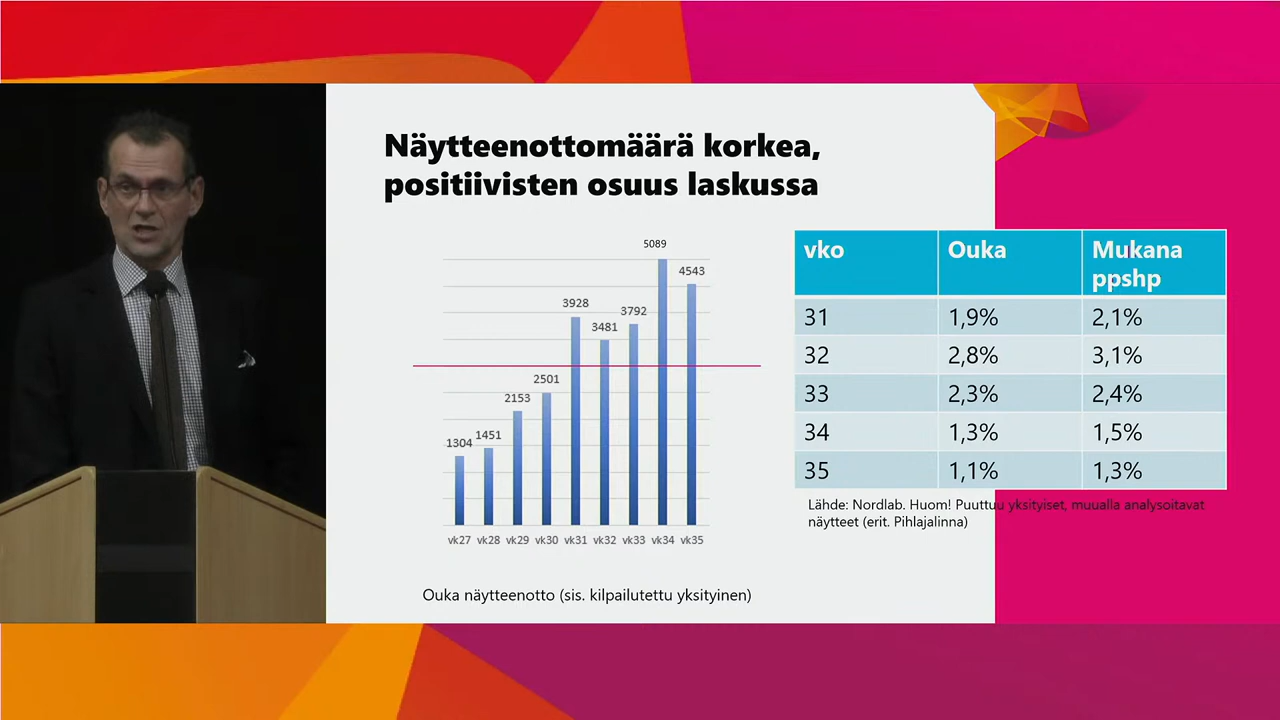 Näytteenottomäärä korkea,
positiivisten osuus laskussa
5089
4543
3928
3792
3481
2501
2153
1451
1304
vk27 vk28 vk29 vk30 vk31 vk32 vk33 vk34 vk35
Ouka näytteenotto (sis. kilpailutettu yksityinen)
vko Ouka Mukana
ppshp
31 1,9% 2,1%
32 2,8% 3,1%
33 2,3% 2,4%
34 1,3% 1,5%
35 1,1% 1,3%
Lähde: Nordlab. Huom! Puuttuu yksityiset, muualla analysoitavat
näytteet (erit. Pihlajalinna)